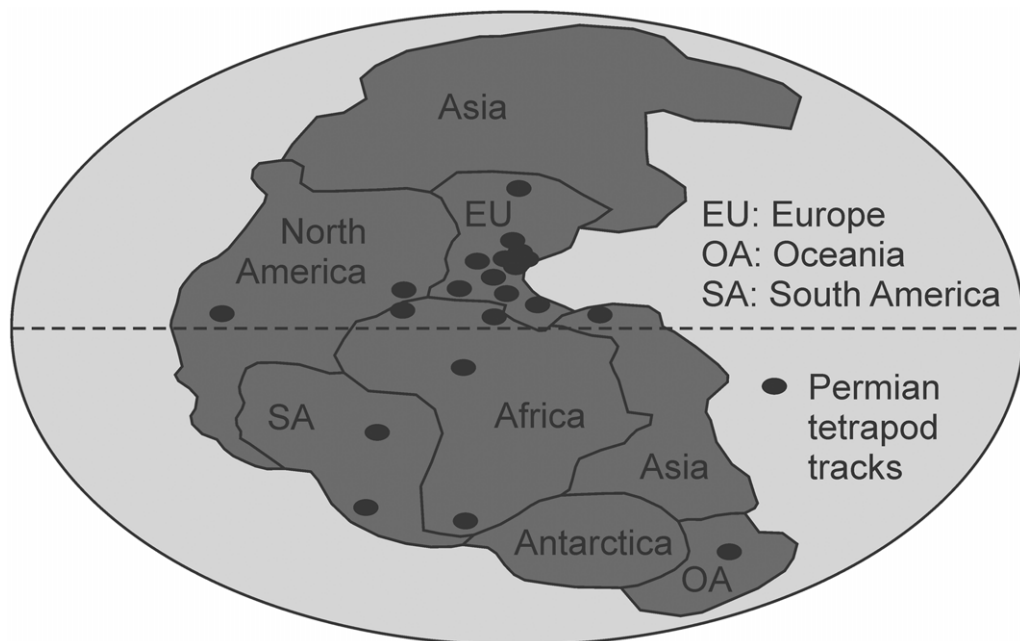 Asia
EU
North
America
EU: Europe
OA: Oceania
SA: South America
SA
Africa
Permian
tetrapod
tracks
Asia
Antarctica
OA